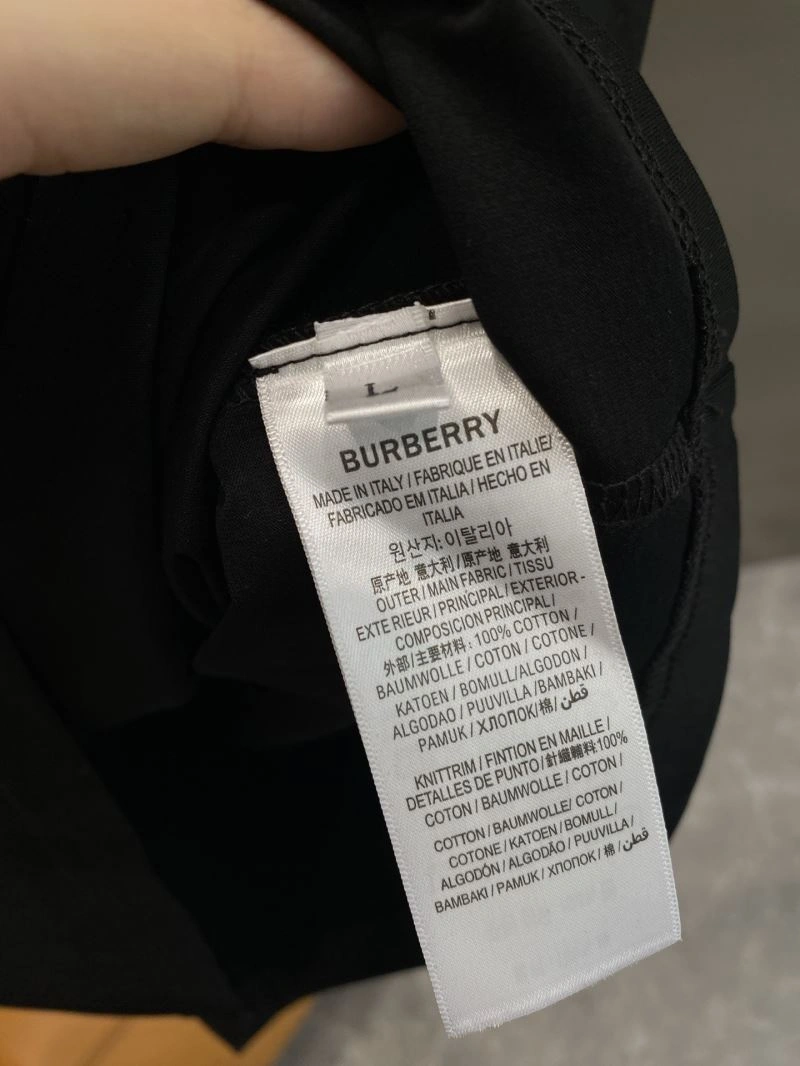 L
BURBERRY
MADE IN ITALY / FABRIQUE EN ITALIE/
FABRICADO EM ITALIA / HECHO EN
ITALIA
원산지: 이탈리아
原产地 意大利/原産地 意大利
OUTER / MAIN FABRIC / TISSU
EXTE RIEUR / PRINCIPAL / EXTERIOR -
COMPOSICION PRINCIPAL /
外部/主要材料: 100% COTTON /
BAUMWOLLE / COTON / COTONE /
KATOEN / BOMULL / ALGODON /
ALGODAO / PUUVILLA /BAMBAKI /
PAMUK / ХЛОПОК/棉/ قطن
KNITTRIM / FINTION EN MAILLE /
DETALLES DE PUNTO/針織輔料:100%
COTON / BAUMWOLLE / COTON /
COTTON / BAUMWOLLE/ COTON /
COTONE / KATOEN / BOMULL /
ALGODÓN / ALGODÃO / PUUVILLA /
BAMBAKI / PAMUK / ХПОПОК / 棉 / قطن